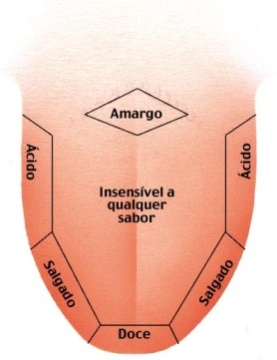 Amargo
Ácido
Ácido
Insensível a
qualquer
sabor
Salgado
Salgado
Doce